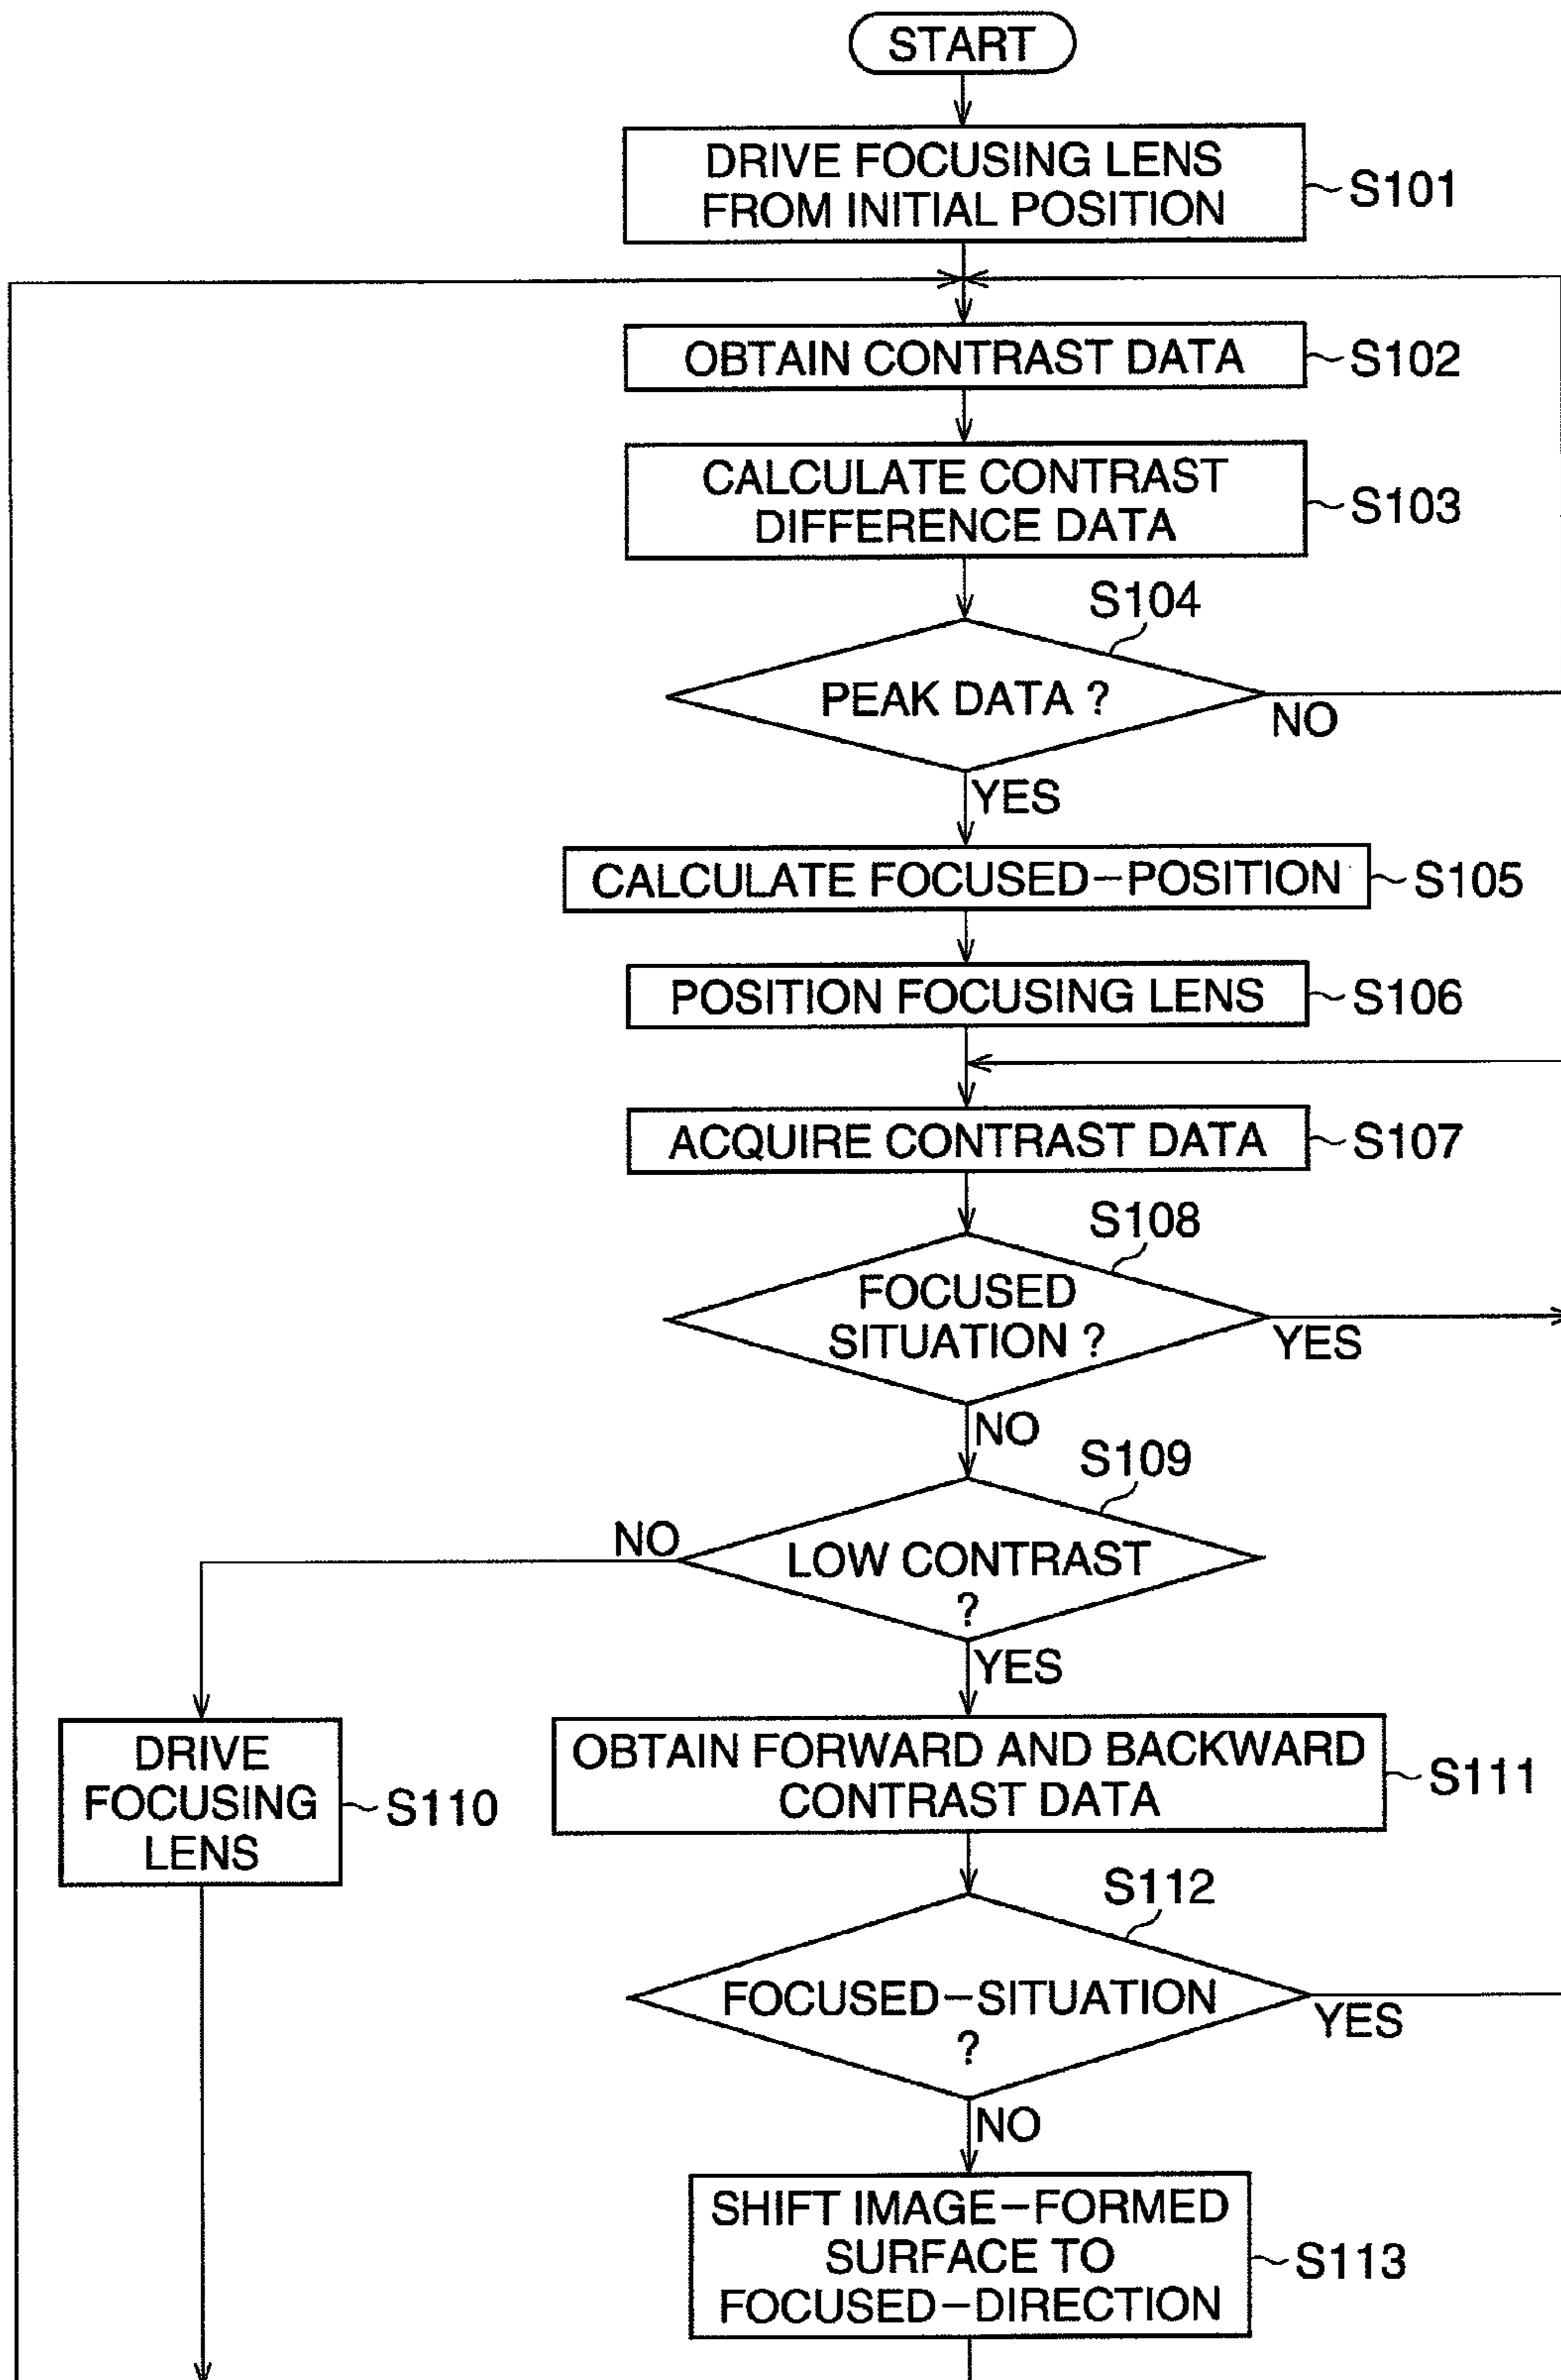 START
DRIVE FOCUSING LENS
FROM INITIAL POSITION
S101
OBTAIN CONTRAST DATA
S102
CALCULATE CONTRAST
DIFFERENCE DATA
S103
S104
PEAK DATA ?
NO
YES
CALCULATE FOCUSED-POSITION
S105
POSITION FOCUSING LENS
S106
ACQUIRE CONTRAST DATA
S107
S108
FOCUSED
SITUATION ?
YES
NO
S109
NO
LOW CONTRAST
?
YES
DRIVE
FOCUSING
LENS
S110
OBTAIN FORWARD AND BACKWARD
CONTRAST DATA
S111
S112
FOCUSED-SITUATION
?
YES
NO
SHIFT IMAGE-FORMED
SURFACE TO
FOCUSED-DIRECTION
S113